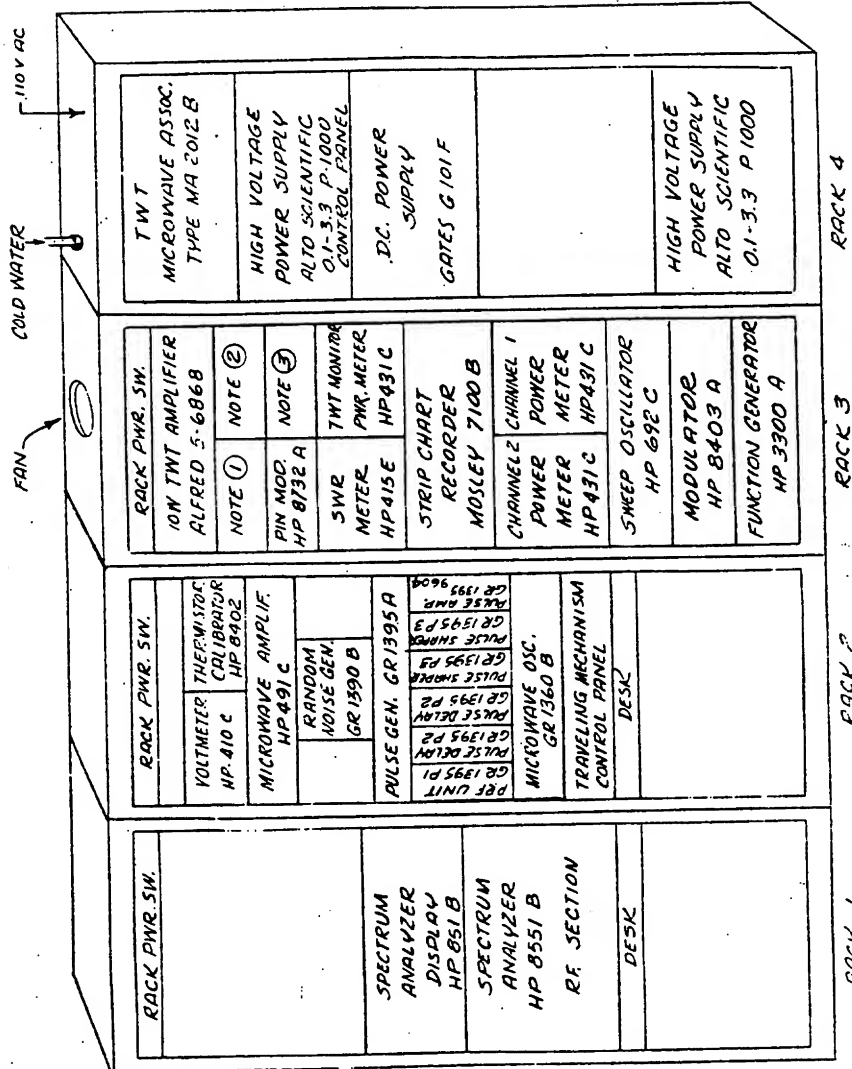 FAN
COLD WATER
110 V AC
RACK PWR. SW.
SPECTRUM
ANALYZER
DISPLAY
HP 851 B
SPECTRUM
ANALYZER
HP 8551 B
RF. SECTION
DESK
RACK 1
RACK PWR. SW.
VOLTMETER
HP. 410 C
THERMISTOR
CALIBRATOR
HP 8402
MICROWAVE AMPLIF.
HP 491 C
RANDOM
NOISE GEN.
GR 1390 B
PULSE GEN. GR 1395 A
PRF UNIT
GR 1395 P1
PULSE DELAY
GR 1395 P2
PULSE DELAY
GR 1395 P2
PULSE SHAPER
GR 1395 P3
PULSE SHAPER
GR 1395 P3
PULSE AMP.
GR 1395
9604
MICROWAVE OSC.
GR 1360 B
TRAVELING MECHANISM
CONTROL PANEL
DESK
RACK 2
RACK PWR. SW.
10W TWT AMPLIFIER
ALFRED 5-6868
NOTE 1
NOTE 2
PIN MOD.
HP 8732 A
NOTE 3
SWR
METER
HP 415 E
TWT MONITOR
PWR. METER
HP 431 C
STRIP CHART
RECORDER
MOSLEY 7100 B
CHANNEL 2
POWER
METER
HP 431 C
CHANNEL 1
POWER
METER
HP 431 C
SWEEP OSCILLATOR
HP 692 C
MODULATOR
HP 8403 A
FUNCTION GENERATOR
HP 3300 A
RACK 3
TWT
MICROWAVE ASSOC.
TYPE MA 2012 B
HIGH VOLTAGE
POWER SUPPLY
ALTO SCIENTIFIC
0.1-3.3 P-1000
CONTROL PANEL
D.C. POWER
SUPPLY
GATES G 101 F
HIGH VOLTAGE
POWER SUPPLY
ALTO SCIENTIFIC
0.1-3.3 P 1000
RACK 4